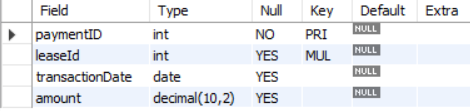 Field Type Null Key Default Extra
paymentID int NO PRI NULL
leaseId int YES MUL NULL
transactionDate date YES NULL
amount decimal(10,2) YES NULL